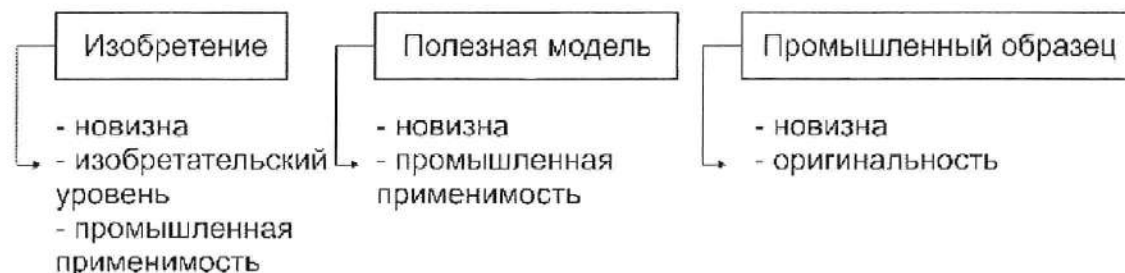 Изобретение
- новизна
- изобретательский
уровень
- промышленная
применимость
Полезная модель
- новизна
- промышленная
применимость
Промышленный образец
- новизна
- оригинальность